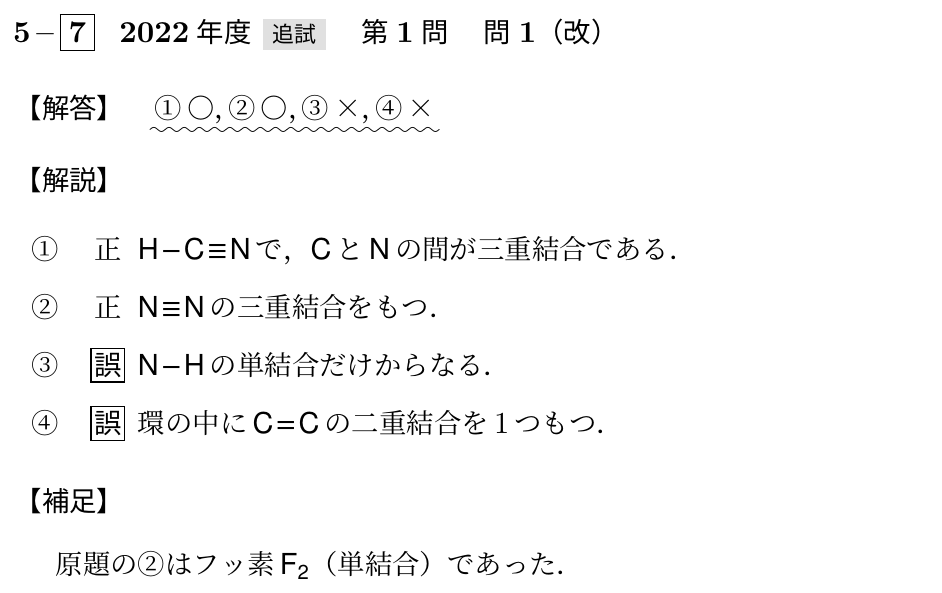 5－7 2022年度 追試 第1問 問1（改）
【解答】 ①○,②○,③×,④×
【解説】
① 正 H－C≡Nで，CとNの間が三重結合である．
② 正 N≡Nの三重結合をもつ．
③ 誤 N－Hの単結合だけからなる．
④ 誤 環の中にC=Cの二重結合を1つもつ．
【補足】
原題の②はフッ素F₂（単結合）であった．